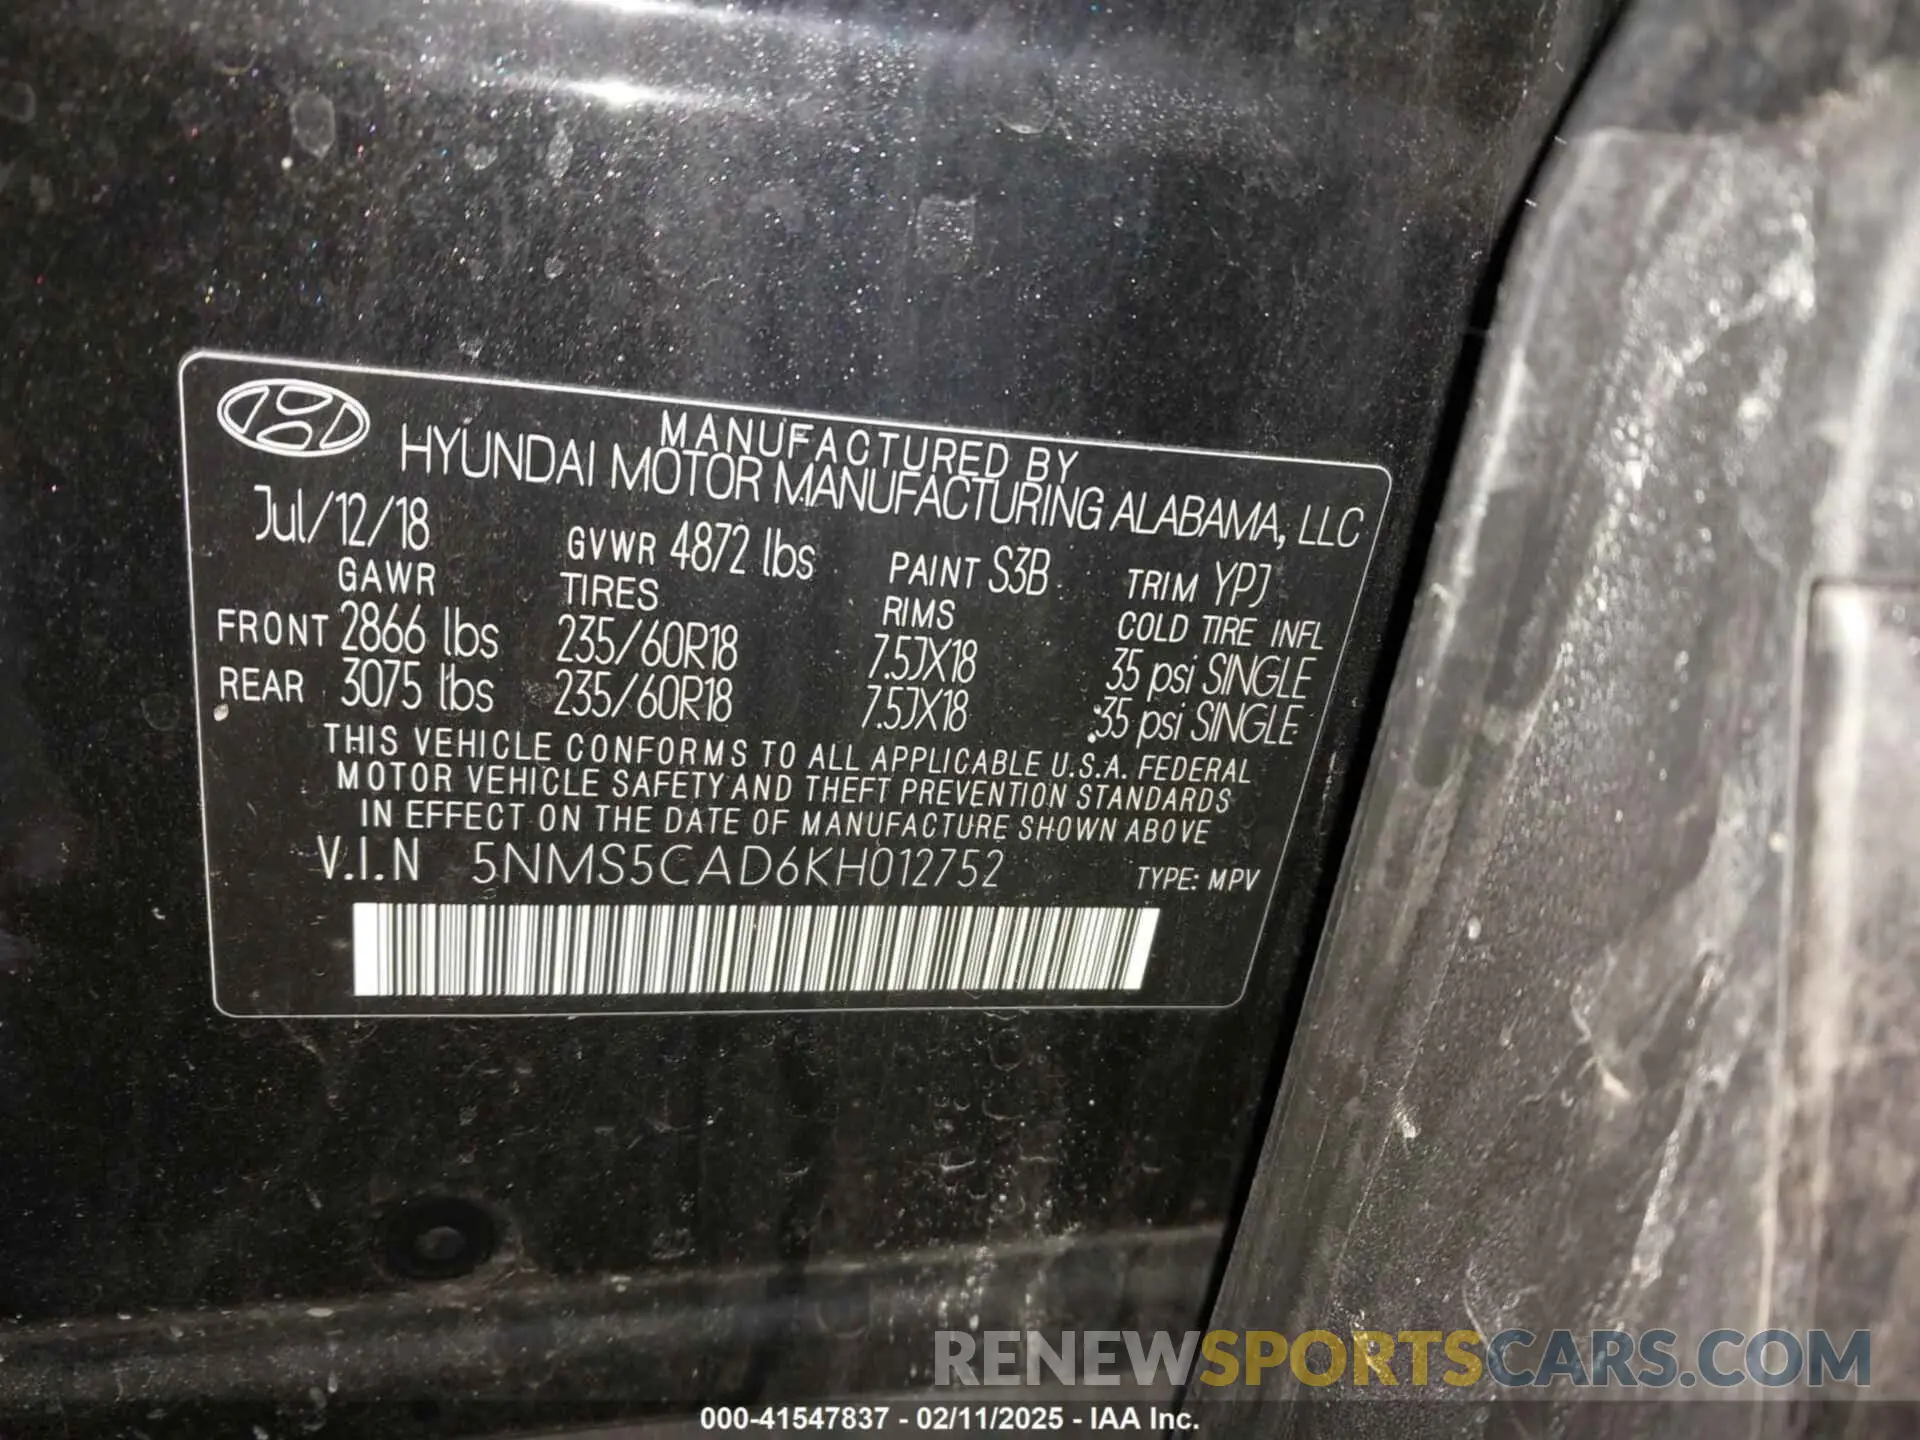 MANUFACTURED BY
HYUNDAI MOTOR MANUFACTURING ALABAMA, LLC
Jul/12/18 GVWR 4872 lbs PAINT S3B TRIM YPJ
GAWR TIRES RIMS COLD TIRE INFL
FRONT 2866 lbs 235/60R18 7.5JX18 35 psi SINGLE
REAR 3075 lbs 235/60R18 7.5JX18 35 psi SINGLE
THIS VEHICLE CONFORMS TO ALL APPLICABLE U.S.A. FEDERAL
MOTOR VEHICLE SAFETY AND THEFT PREVENTION STANDARDS
IN EFFECT ON THE DATE OF MANUFACTURE SHOWN ABOVE
V.I.N 5NMS5CAD6KH012752 TYPE: MPV
RENEWSPORTSCARS.COM
000-41547837 - 02/11/2025 - IAA Inc.